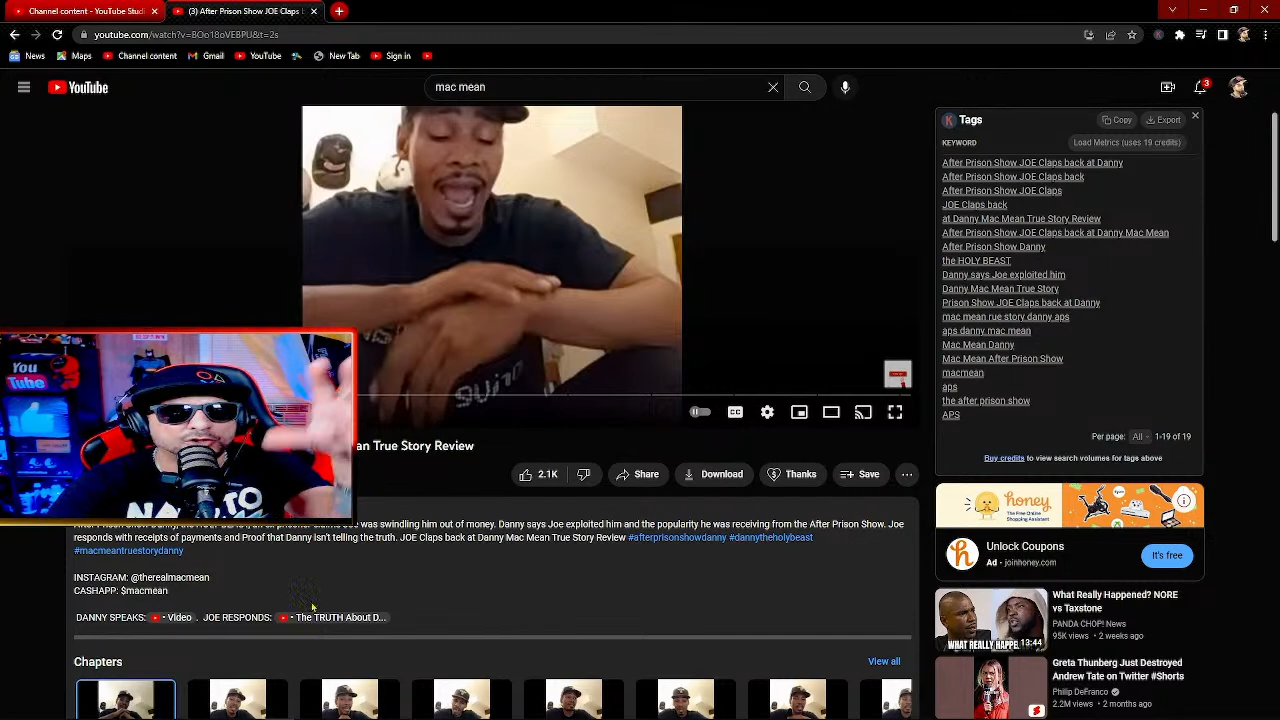 Channel content - YouTube Studi
(3) After Prison Show JOE Claps
youtube.com/watch?v=BOo18oVEBPU&t=2s
News
Maps
Channel content
Gmail
YouTube
New Tab
Sign in
YouTube
mac mean
3
Tags
Copy
Export
KEYWORD
Load Metrics (uses 19 credits)
After Prison Show JOE Claps back at Danny
After Prison Show JOE Claps back
After Prison Show JOE Claps
JOE Claps back
at Danny Mac Mean True Story Review
After Prison Show JOE Claps back at Danny Mac Mean
After Prison Show Danny
the HOLY BEAST
Danny says Joe exploited him
Danny Mac Mean True Story
Prison Show JOE Claps back at Danny
mac mean rue story danny aps
aps danny mac mean
Mac Mean Danny
Mac Mean After Prison Show
macmean
aps
the after prison show
APS
Per page: All
1-19 of 19
Buy credits to view search volumes for tags above
You
Tube
CC
an True Story Review
2.1K
Share
Download
Thanks
Save
was swindling him out of money. Danny says Joe exploited him and the popularity he was receiving from the After Prison Show. Joe
responds with receipts of payments and Proof that Danny isn't telling the truth. JOE Claps back at Danny Mac Mean True Story Review #afterprisonshowdanny #dannytheholybeast
#macmeantruestorydanny
INSTAGRAM: @therealmacmean
CASHAPP: $macmean
DANNY SPEAKS: - Video . JOE RESPONDS: - The TRUTH About D...
Chapters
View all
honey
The Free Online
Shopping Assistant
Unlock Coupons
Ad • joinhoney.com
It's free
What Really Happened? NORE
vs Taxstone
PANDA CHOP! News
95K views • 2 weeks ago
WHAT REALLY HAPPE
13:44
Greta Thunberg Just Destroyed
Andrew Tate on Twitter #Shorts
Philip DeFranco
2.2M views • 2 months ago